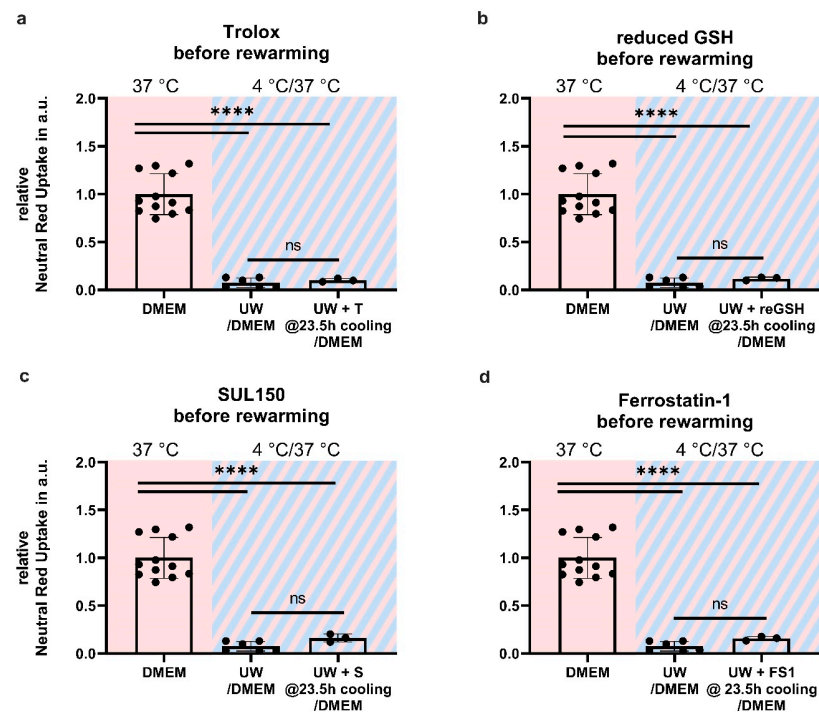 a
Trolox
before rewarming
37 °C
4 °C/37 °C
****
ns
2.0
1.5
1.0
0.5
0.0
relative
Neutral Red Uptake in a.u.
DMEM
UW
/DMEM
UW + T
@23.5h cooling
/DMEM
b
reduced GSH
before rewarming
37 °C
4 °C/37 °C
****
ns
2.0
1.5
1.0
0.5
0.0
DMEM
UW
/DMEM
UW + reGSH
@23.5h cooling
/DMEM
c
SUL150
before rewarming
37 °C
4 °C/37 °C
****
ns
2.0
1.5
1.0
0.5
0.0
relative
Neutral Red Uptake in a.u.
DMEM
UW
/DMEM
UW + S
@ 23.5h cooling
/DMEM
d
Ferrostatin-1
before rewarming
37 °C
4 °C/37 °C
****
ns
2.0
1.5
1.0
0.5
0.0
DMEM
UW
/DMEM
UW + FS1
@ 23.5h cooling
/DMEM